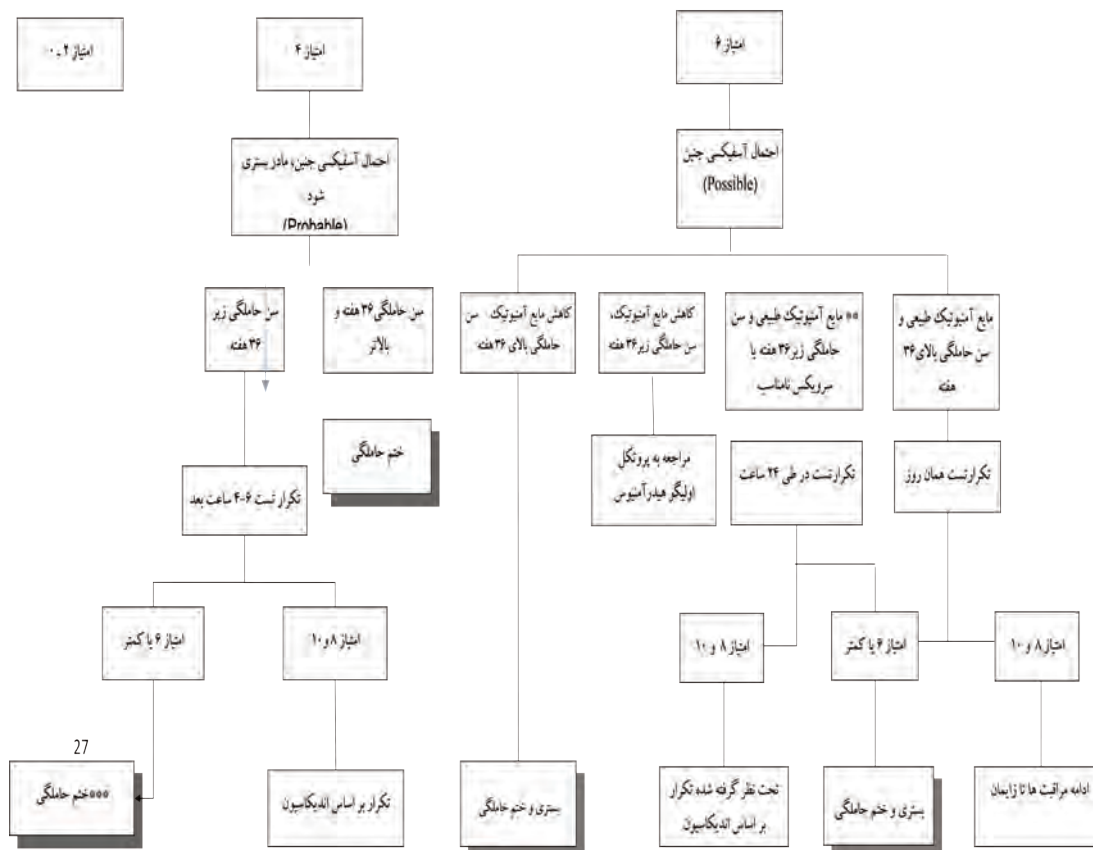 امتیاز ۶
امتیاز ۴
امتیاز ۲ ـ ۰
احتمال آسفیکسی جنین
(Possible)
احتمال آسفیکسی جنین، مادر بستری
شود
(Probable)
مایع آمنیوتیک طبیعی و
سن حاملگی بالای ۳۶
هفته
** مایع آمنیوتیک طبیعی و سن
حاملگی زیر ۳۶ هفته یا
سرویکس نامناسب
کاهش مایع آمنیوتیک،
سن حاملگی زیر ۳۶ هفته
کاهش مایع آمنیوتیک سن
حاملگی بالای ۳۶ هفته
سن حاملگی ۳۶ هفته و
بالاتر
سن حاملگی زیر
۳۶ هفته
تکرار تست همان روز
تکرار تست در طی ۲۴ ساعت
مراجعه به پروتکل
اولیگو هیدرآمنیوس
ختم حاملگی
تکرار تست ۶-۴ ساعت بعد
امتیاز ۸ و ۱۰
امتیاز ۶ یا کمتر
امتیاز ۸ و ۱۰
امتیاز ۸ و ۱۰
امتیاز ۶ یا کمتر
ادامه مراقبت ها تا زایمان
بستری و ختم حاملگی
تحت نظر گرفته شده تکرار
بر اساس اندیکاسیون
بستری و ختم حاملگی
تکرار بر اساس اندیکاسیون
***ختم حاملگی
27